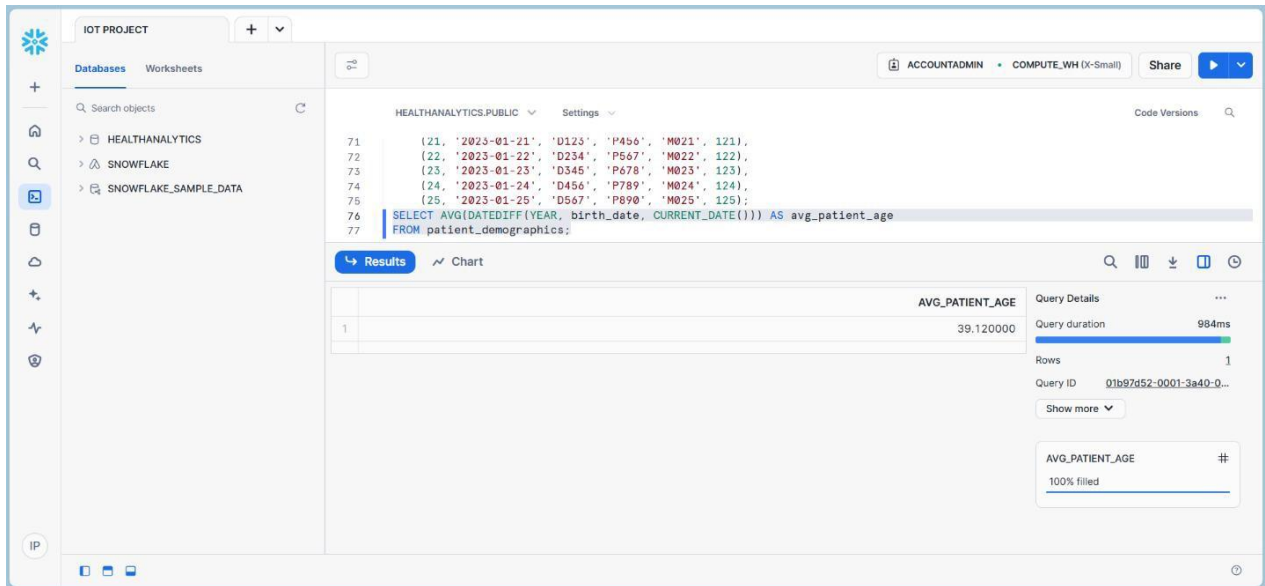 IOT PROJECT
Databases Worksheets
Search objects
HEALTHANALYTICS
SNOWFLAKE
SNOWFLAKE_SAMPLE_DATA
IP
ACCOUNTADMIN • COMPUTE_WH (X-Small) Share
HEALTHANALYTICS.PUBLIC Settings Code Versions
71 (21, '2023-01-21', 'D123', 'P456', 'M021', 121),
72 (22, '2023-01-22', 'D234', 'P567', 'M022', 122),
73 (23, '2023-01-23', 'D345', 'P678', 'M023', 123),
74 (24, '2023-01-24', 'D456', 'P789', 'M024', 124),
75 (25, '2023-01-25', 'D567', 'P890', 'M025', 125);
76 SELECT AVG(DATEDIFF(YEAR, birth_date, CURRENT_DATE())) AS avg_patient_age
77 FROM patient_demographics;
Results Chart
AVG_PATIENT_AGE
1 39.120000
Query Details ...
Query duration 984ms
Rows 1
Query ID 01b97d52-0001-3a40-0...
Show more
AVG_PATIENT_AGE #
100% filled